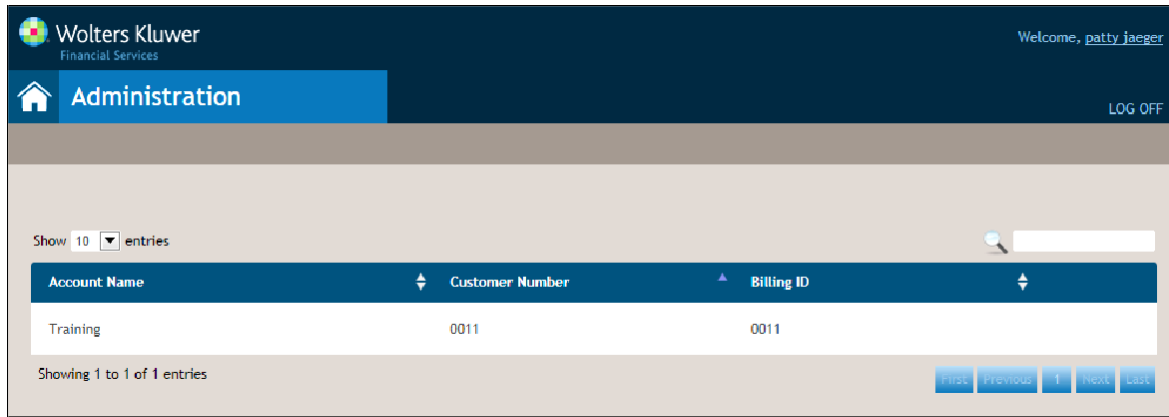 Wolters Kluwer
Financial Services
Welcome, patty jaeger
Administration
LOG OFF
Show 10 entries
Account Name Customer Number Billing ID
Training 0011 0011
Showing 1 to 1 of 1 entries
First Previous 1 Next Last